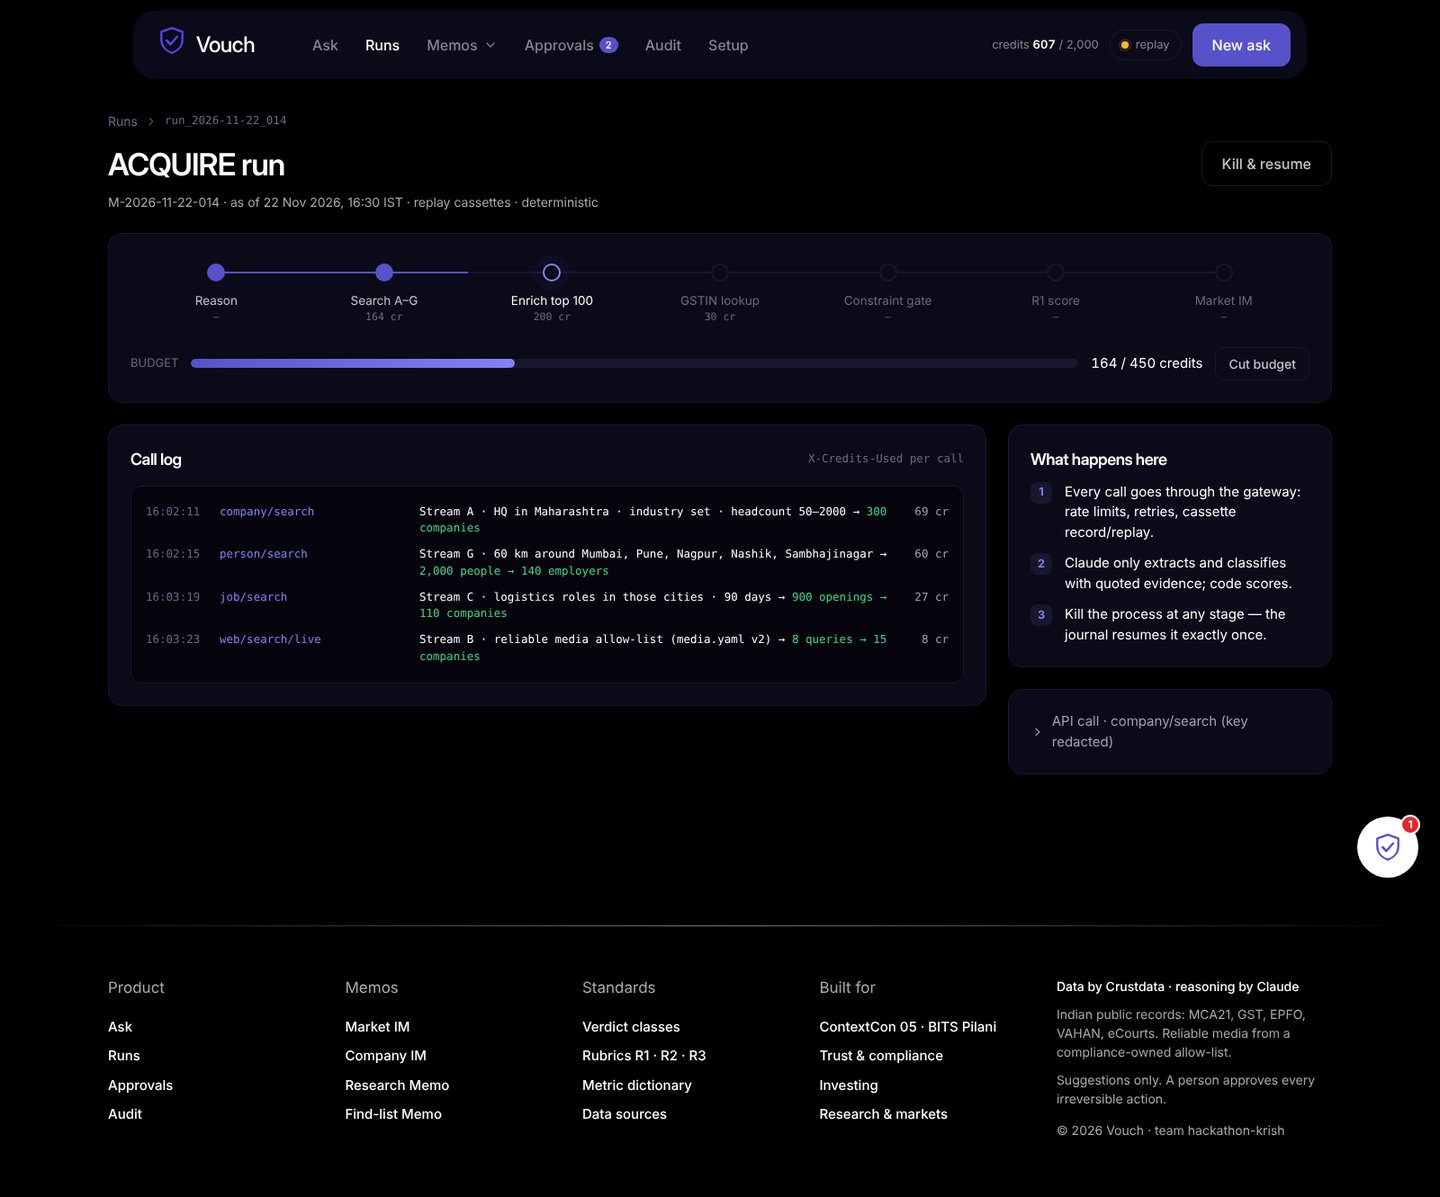 Vouch
Ask
Runs
Memos
Approvals 2
Audit
Setup
credits 607 / 2,000
replay
New ask
Runs > run_2026-11-22_014
ACQUIRE run
Kill & resume
M-2026-11-22-014 · as of 22 Nov 2026, 16:30 IST · replay cassettes · deterministic
Reason
—
Search A–G
164 cr
Enrich top 100
200 cr
GSTIN lookup
30 cr
Constraint gate
—
R1 score
—
Market IM
—
BUDGET
164 / 450 credits
Cut budget
Call log
X-Credits-Used per call
16:02:11 company/search Stream A · HQ in Maharashtra · industry set · headcount 50–2000 → 300 69 cr
companies
16:02:15 person/search Stream G · 60 km around Mumbai, Pune, Nagpur, Nashik, Sambhajinagar → 60 cr
2,000 people → 140 employers
16:03:19 job/search Stream C · logistics roles in those cities · 90 days → 900 openings → 27 cr
110 companies
16:03:23 web/search/live Stream B · reliable media allow-list (media.yaml v2) → 8 queries → 15 8 cr
companies
What happens here
1 Every call goes through the gateway:
rate limits, retries, cassette
record/replay.
2 Claude only extracts and classifies
with quoted evidence; code scores.
3 Kill the process at any stage — the
journal resumes it exactly once.
API call · company/search (key
redacted)
1
Product
Ask
Runs
Approvals
Audit
Memos
Market IM
Company IM
Research Memo
Find-list Memo
Standards
Verdict classes
Rubrics R1 · R2 · R3
Metric dictionary
Data sources
Built for
ContextCon 05 · BITS Pilani
Trust & compliance
Investing
Research & markets
Data by Crustdata · reasoning by Claude
Indian public records: MCA21, GST, EPFO,
VAHAN, eCourts. Reliable media from a
compliance-owned allow-list.
Suggestions only. A person approves every
irreversible action.
© 2026 Vouch · team hackathon-krish